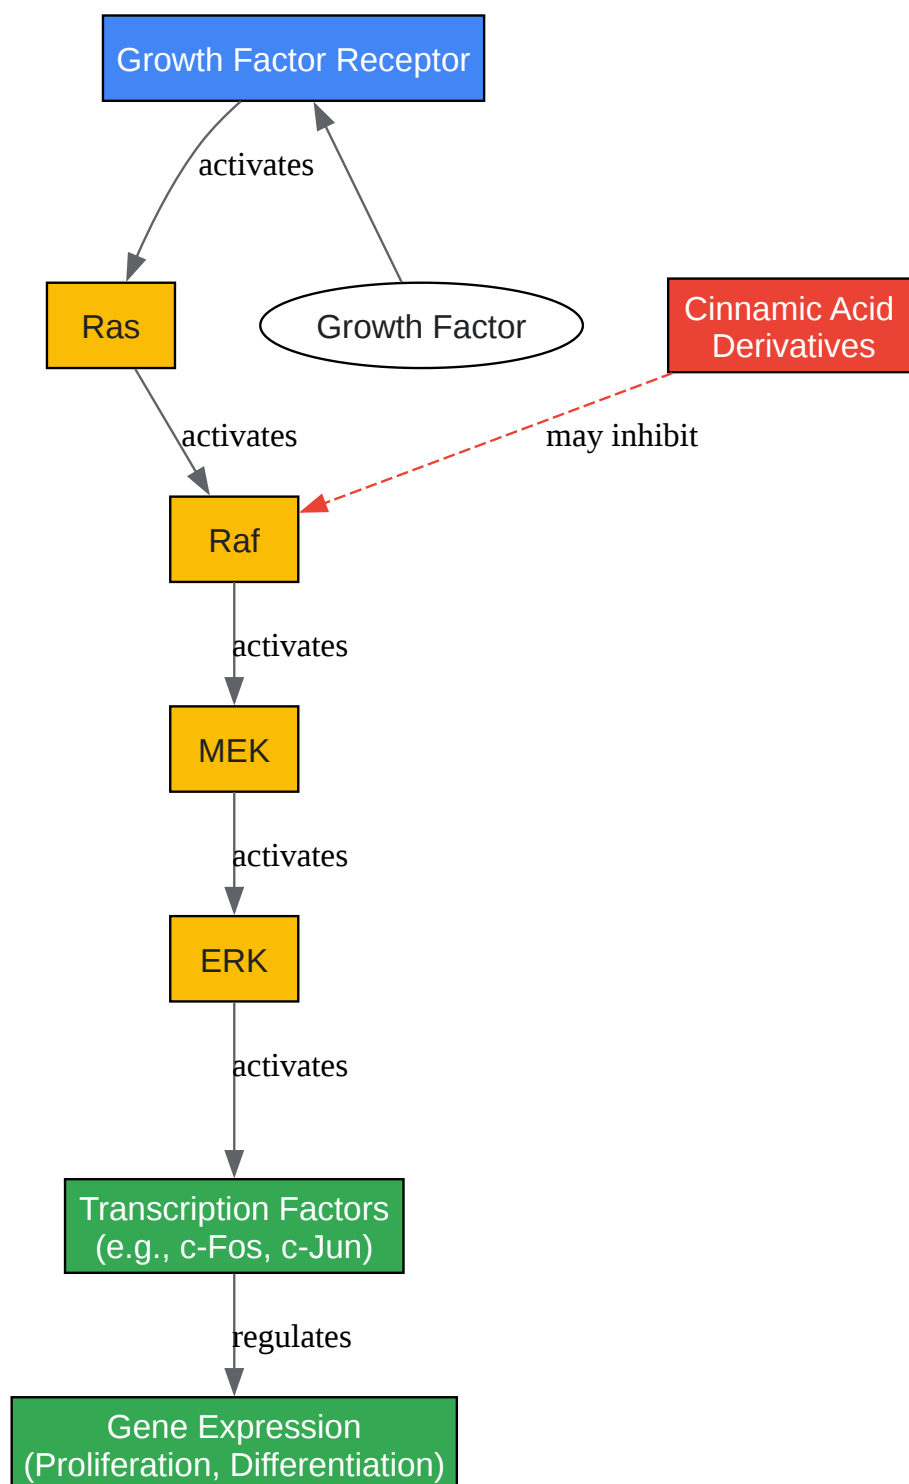 Growth Factor Receptor
activates
Ras
Growth Factor
Cinnamic Acid
Derivatives
activates
may inhibit
Raf
activates
MEK
activates
ERK
activates
Transcription Factors
(e.g., c-Fos, c-Jun)
regulates
Gene Expression
(Proliferation, Differentiation)